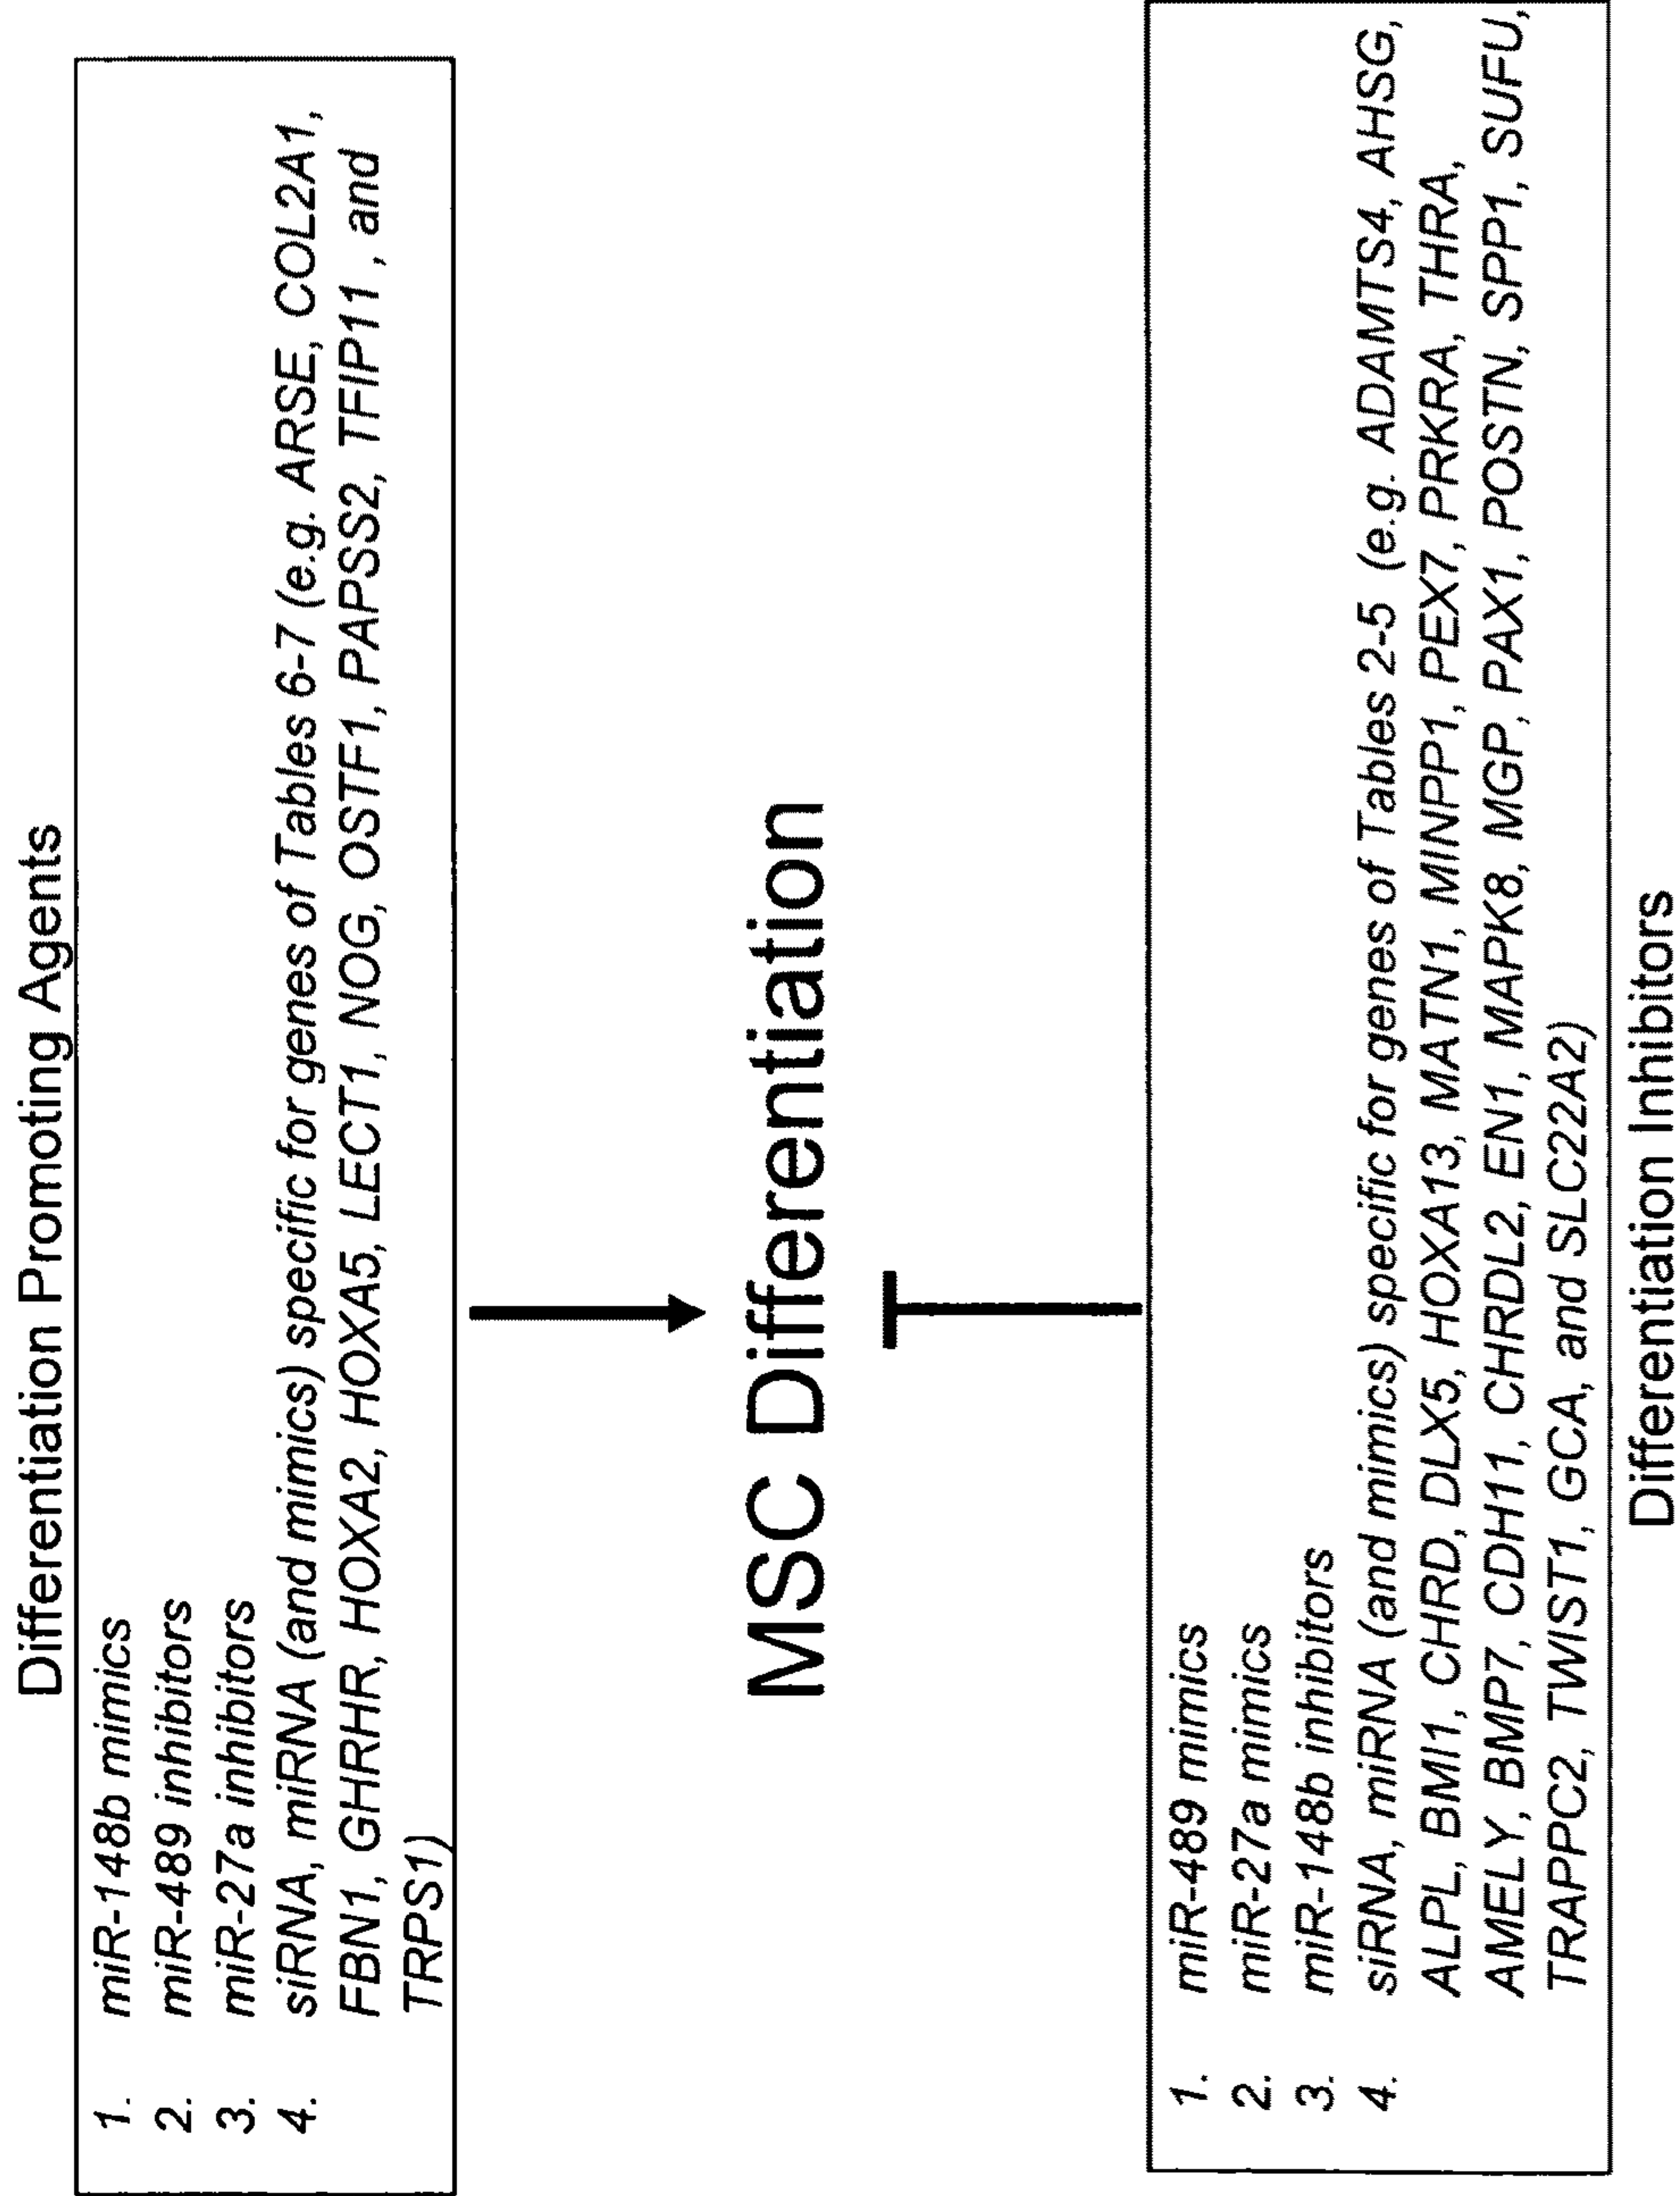 Differentiation Promoting Agents
1. miR-148b mimics
2. miR-489 inhibitors
3. miR-27a inhibitors
4. siRNA, miRNA (and mimics) specific for genes of Tables 6-7 (e.g. ARSE, COL2A1,
FBN1, GHRHR, HOXA2, HOXA5, LECT1, NOG, OSTF1, PAPSS2, TFIP11 , and
TRPS1)
MSC Differentiation
1. miR-489 mimics
2. miR-27a mimics
3. miR-148b inhibitors
4. siRNA, miRNA (and mimics) specific for genes of Tables 2-5 (e.g. ADAMTS4, AHSG,
ALPL, BMI1, CHRD, DLX5, HOXA13, MATN1, MINPP1, PEX7, PRKRA, THRA,
AMELY, BMP7, CDH11, CHRDL2, EN1, MAPK8, MGP, PAX1, POSTN, SPP1, SUFU,
TRAPPC2, TWIST1, GCA, and SLC22A2)
Differentiation Inhibitors